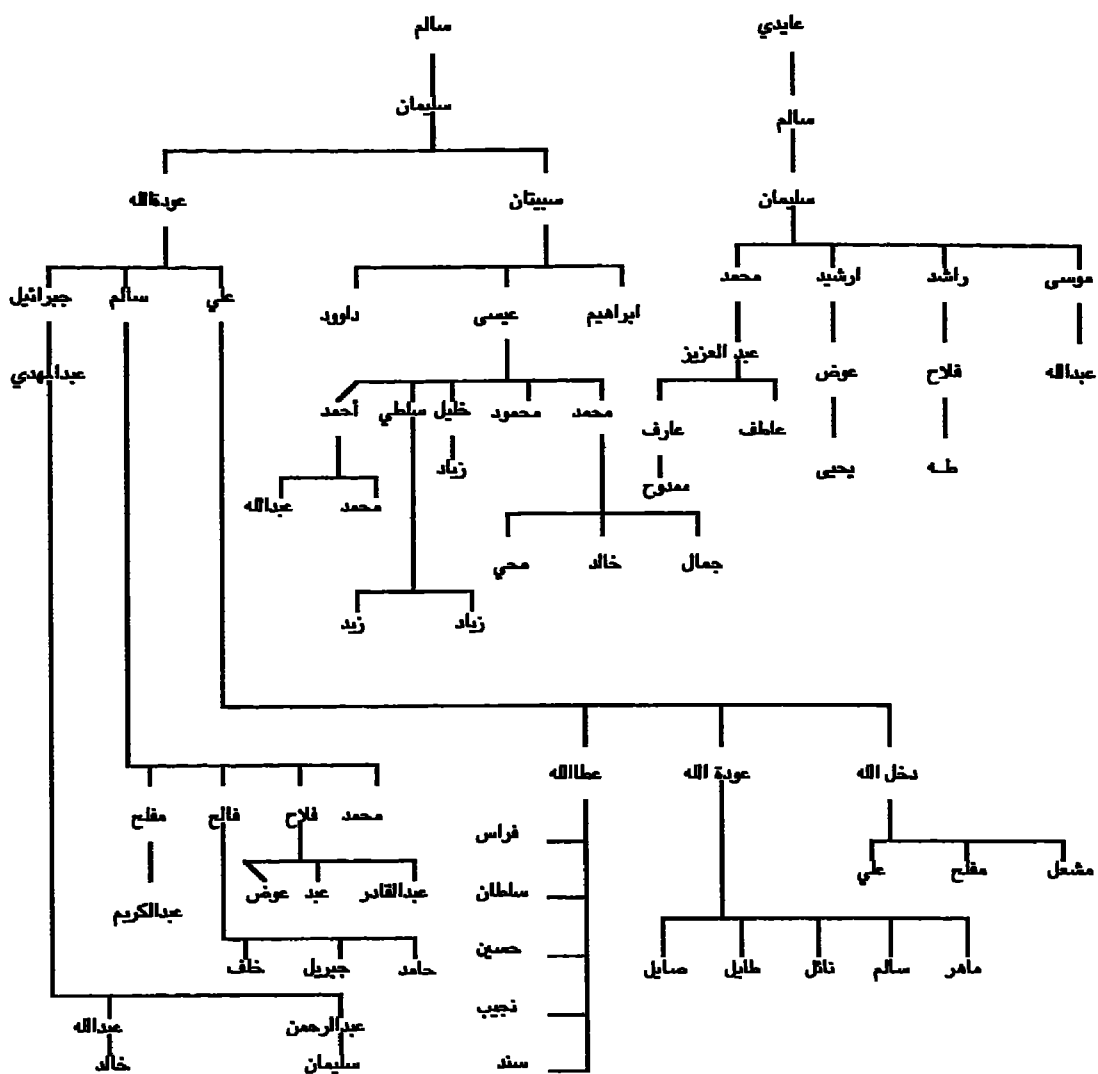 عايدي
سالم
سالم
سليمان
سليمان
سبيتان
عودةالله
موسى
راشد
ارشيد
محمد
ابراهيم
عيسى
داوود
علي
سالم
جبرائيل
عبدالله
فلاح
عوض
عبد العزيز
عبدالمهدي
عاطف
عارف
محمد
محمود
خليل
سلطي
أحمد
طـه
يحيى
ممدوح
زياد
محمد
عبدالله
جمال
خالد
محي
زياد
زيد
دخل الله
عودة الله
عطاالله
محمد
فلاح
فالح
مفلح
فراس
مشعل
مفلح
علي
سلطان
عبدالقادر
عبد
عوض
عبدالكريم
حسين
ماهر
سالم
نائل
طايل
صايل
حامد
جبريل
خلف
نجيب
عبدالرحمن
عبدالله
سند
سليمان
خالد